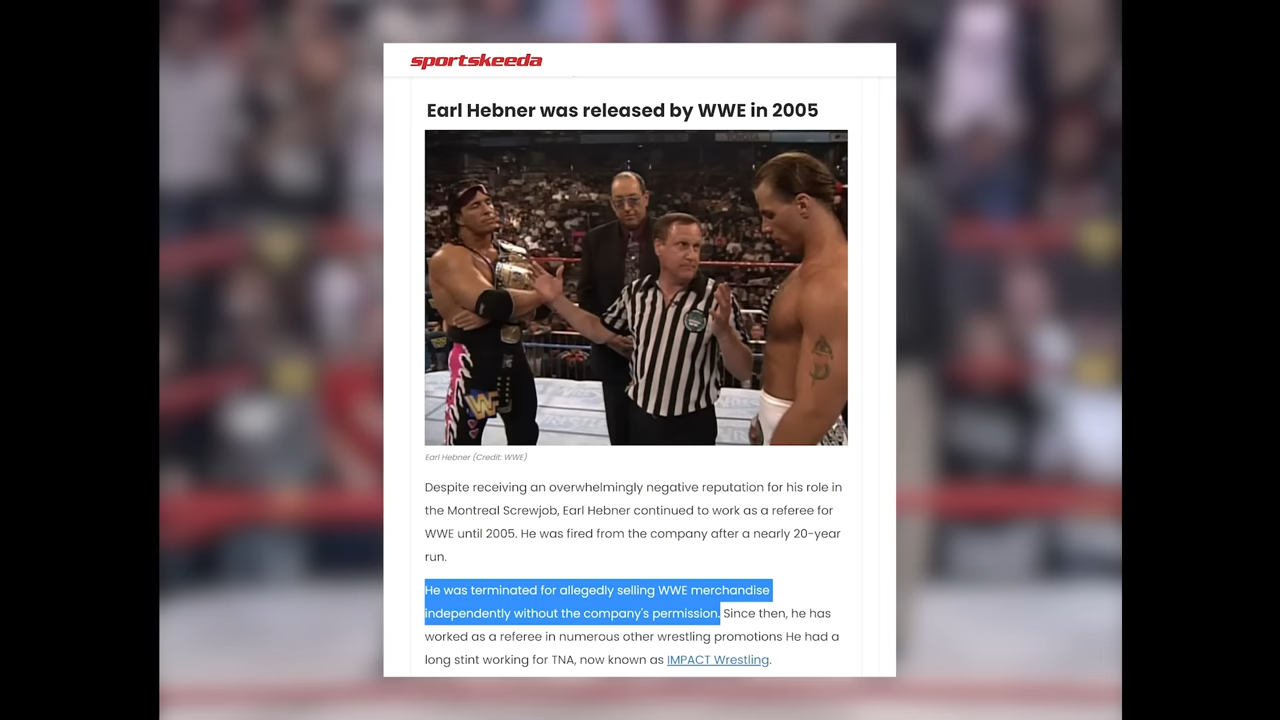 sportskeeda
Earl Hebner was released by WWE in 2005
Earl Hebner (Credit: WWE)
Despite receiving an overwhelmingly negative reputation for his role in
the Montreal Screwjob, Earl Hebner continued to work as a referee for
WWE until 2005. He was fired from the company after a nearly 20-year
run.
He was terminated for allegedly selling WWE merchandise
independently without the company's permission. Since then, he has
worked as a referee in numerous other wrestling promotions He had a
long stint working for TNA, now known as IMPACT Wrestling.